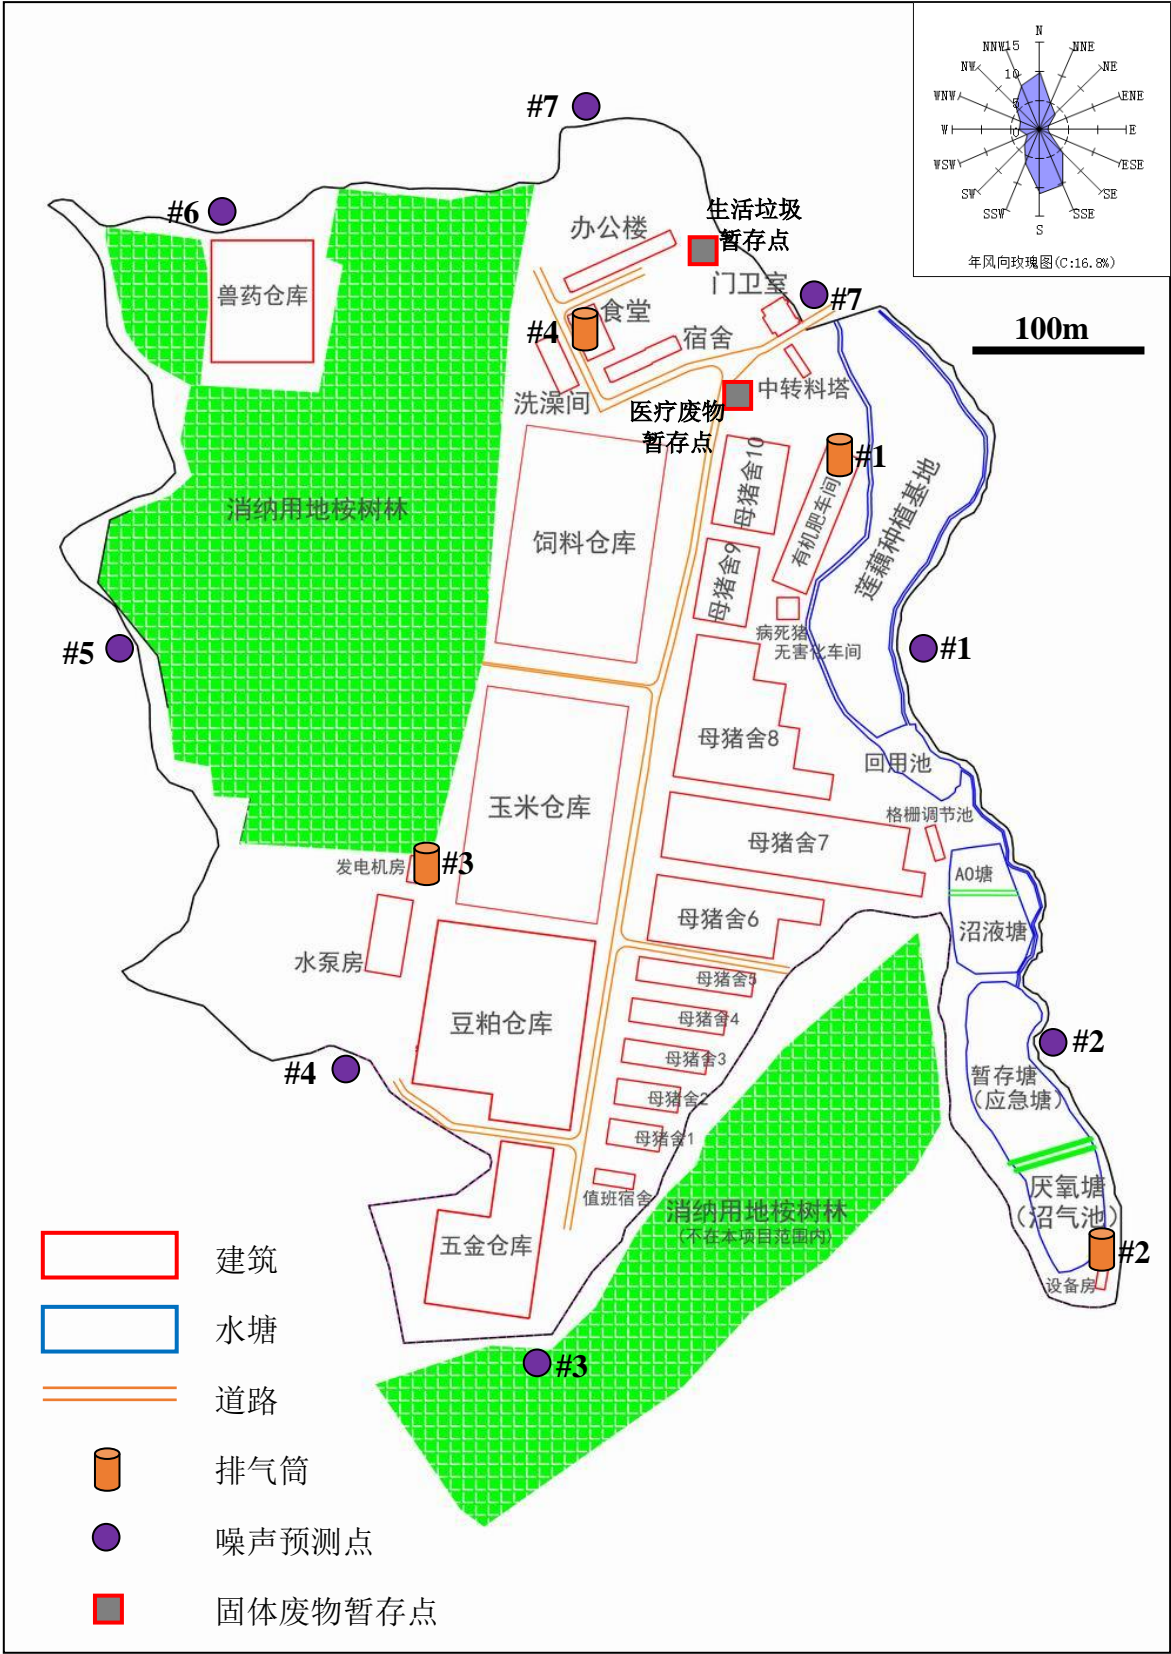 N
NNW
15
NNE
NW
10
NE
WNW
5
ENE
W
0
E
WSW
ESE
SW
SE
SSW
SSE
S
年风向玫瑰图(C:16.8%)
100m
#7
#6
生活垃圾
暂存点
办公楼
门卫室
#7
兽药仓库
食堂
#4
宿舍
洗澡间
中转料塔
医疗废物
暂存点
母猪舍10
#1
有机肥车间
莲藕种植基地
消纳用地桉树林
饲料仓库
母猪舍9
病死猪
无害化车间
#5
#1
母猪舍8
回用池
玉米仓库
格栅调节池
母猪舍7
发电机房
#3
AO塘
母猪舍6
沼液塘
水泵房
母猪舍5
豆粕仓库
母猪舍4
#2
母猪舍3
#4
暂存塘
(应急塘)
母猪舍2
母猪舍1
厌氧塘
(沼气池)
值班宿舍
消纳用地桉树林
(不在本项目范围内)
五金仓库
#2
设备房
#3
建筑
水塘
道路
排气筒
噪声预测点
固体废物暂存点